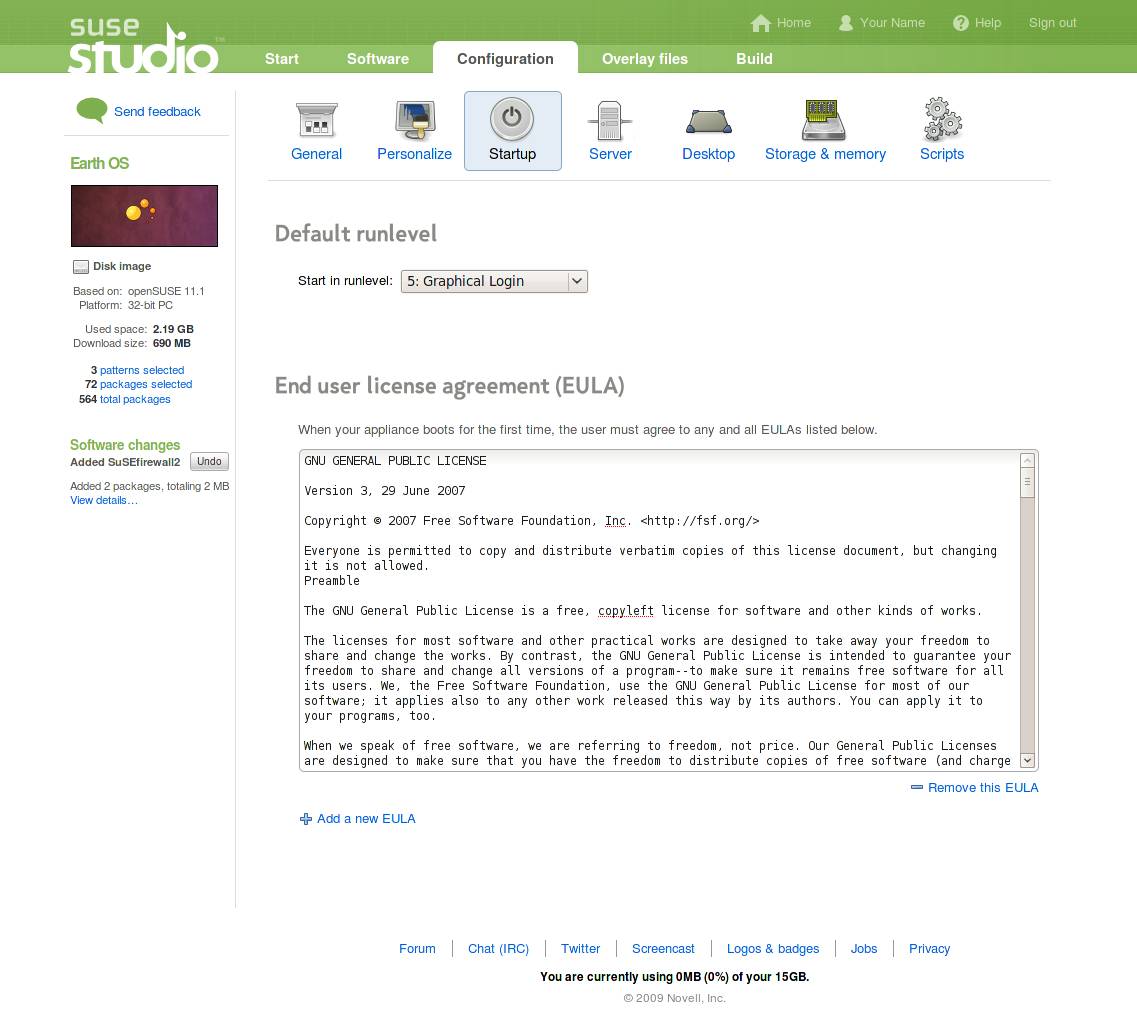 suse
studio™
Home
Your Name
Help
Sign out
Start
Software
Configuration
Overlay files
Build
Send feedback
Earth OS
Disk image
Based on: openSUSE 11.1
Platform: 32-bit PC
Used space: 2.19 GB
Download size: 690 MB
3 patterns selected
72 packages selected
564 total packages
Software changes
Added SuSEfirewall2
Undo
Added 2 packages, totaling 2 MB
View details…
General
Personalize
Startup
Server
Desktop
Storage & memory
Scripts
Default runlevel
Start in runlevel: 5: Graphical Login
End user license agreement (EULA)
When your appliance boots for the first time, the user must agree to any and all EULAs listed below.
GNU GENERAL PUBLIC LICENSE
Version 3, 29 June 2007
Copyright © 2007 Free Software Foundation, Inc. <http://fsf.org/>
Everyone is permitted to copy and distribute verbatim copies of this license document, but changing
it is not allowed.
Preamble
The GNU General Public License is a free, copyleft license for software and other kinds of works.
The licenses for most software and other practical works are designed to take away your freedom to
share and change the works. By contrast, the GNU General Public License is intended to guarantee your
freedom to share and change all versions of a program--to make sure it remains free software for all
its users. We, the Free Software Foundation, use the GNU General Public License for most of our
software; it applies also to any other work released this way by its authors. You can apply it to
your programs, too.
When we speak of free software, we are referring to freedom, not price. Our General Public Licenses
are designed to make sure that you have the freedom to distribute copies of free software (and charge
Remove this EULA
Add a new EULA
Forum
Chat (IRC)
Twitter
Screencast
Logos & badges
Jobs
Privacy
You are currently using 0MB (0%) of your 15GB.
© 2009 Novell, Inc.